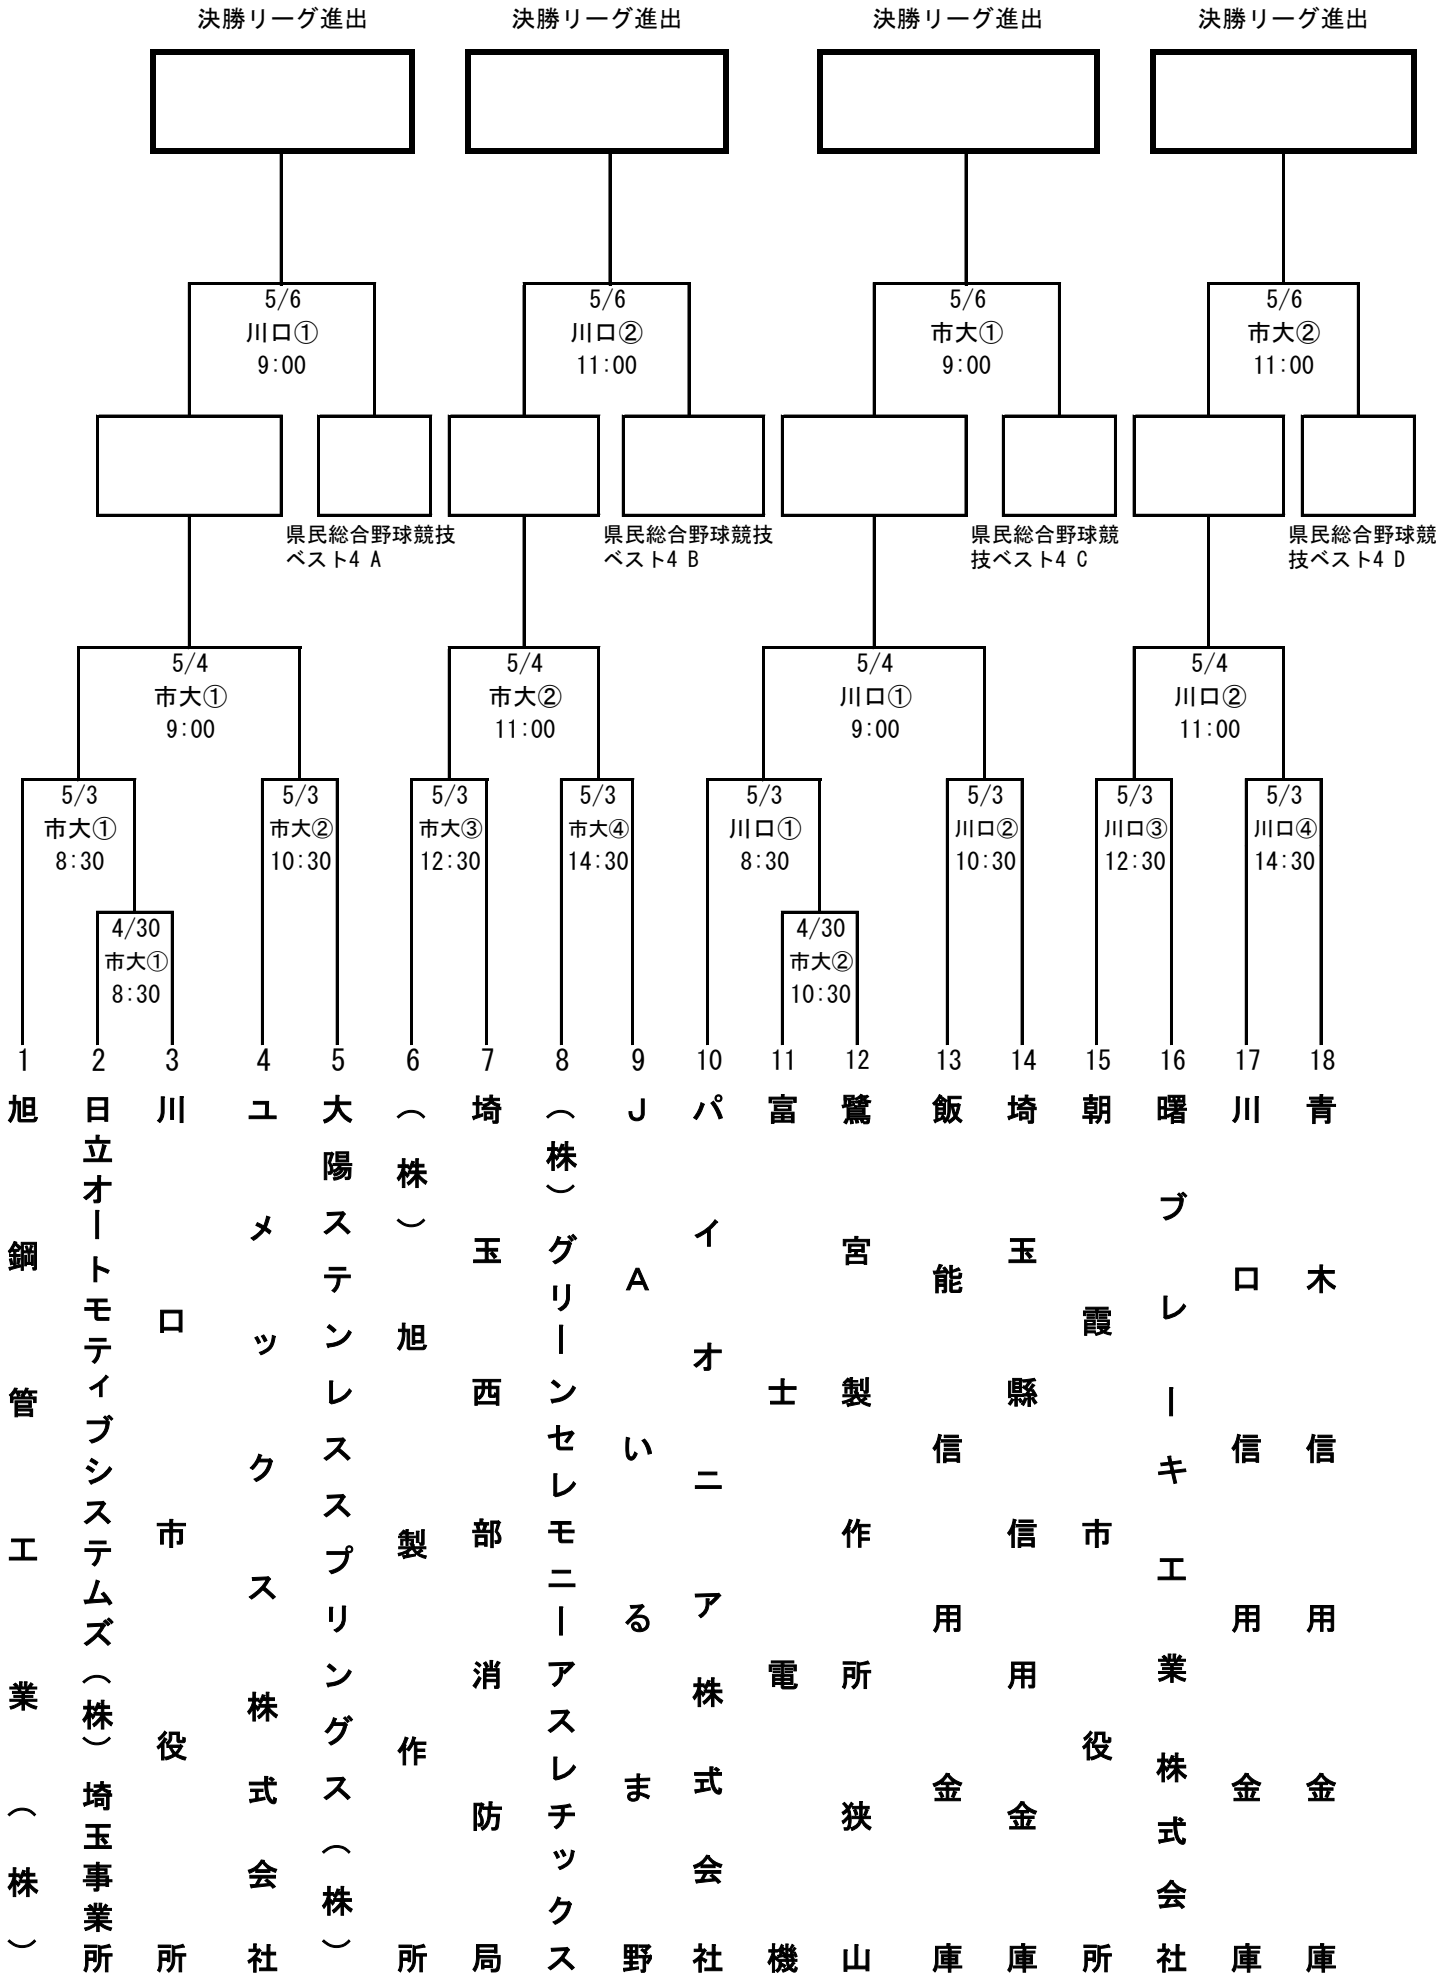 決勝リーグ進出
決勝リーグ進出
決勝リーグ進出
決勝リーグ進出
5/6
川口①
9:00
5/6
川口②
11:00
5/6
市大①
9:00
5/6
市大②
11:00
県民総合野球競技
ベスト4 A
県民総合野球競技
ベスト4 B
県民総合野球競
技ベスト4 C
県民総合野球競
技ベスト4 D
5/4
市大①
9:00
5/4
市大②
11:00
5/4
川口①
9:00
5/4
川口②
11:00
5/3
市大①
8:30
5/3
市大②
10:30
5/3
市大③
12:30
5/3
市大④
14:30
5/3
川口①
8:30
5/3
川口②
10:30
5/3
川口③
12:30
5/3
川口④
14:30
4/30
市大①
8:30
4/30
市大②
10:30
1
旭鋼管工業(株)
2
日立オートモティブシステムズ(株)埼玉事業所
3
川口市役所
4
ユメックス株式会社
5
大陽ステンレススプリングス(株)
6
(株)旭製作所
7
埼玉西部消防局
8
(株)グリーンセレモニーアスレチックス
9
JAいるま野
10
パイオニア株式会社
11
富士電機
12
鷺宮製作所狭山
13
飯能信用金庫
14
埼玉縣信用金庫
15
朝霞市役所
16
曙ブレーキ工業株式会社
17
川口信用金庫
18
青木信用金庫